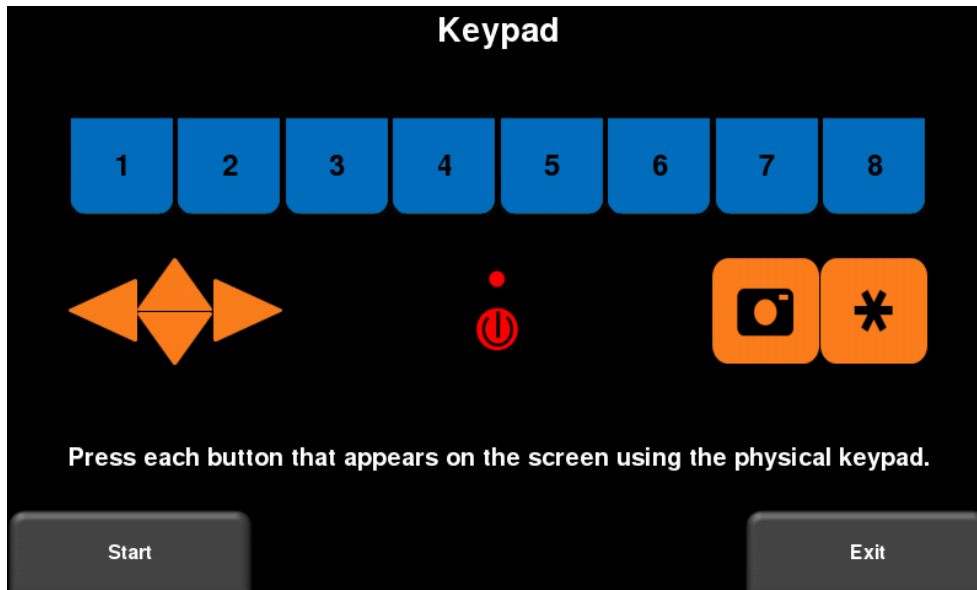 Keypad
1 2 3 4 5 6 7 8
*
Press each button that appears on the screen using the physical keypad.
Start Exit